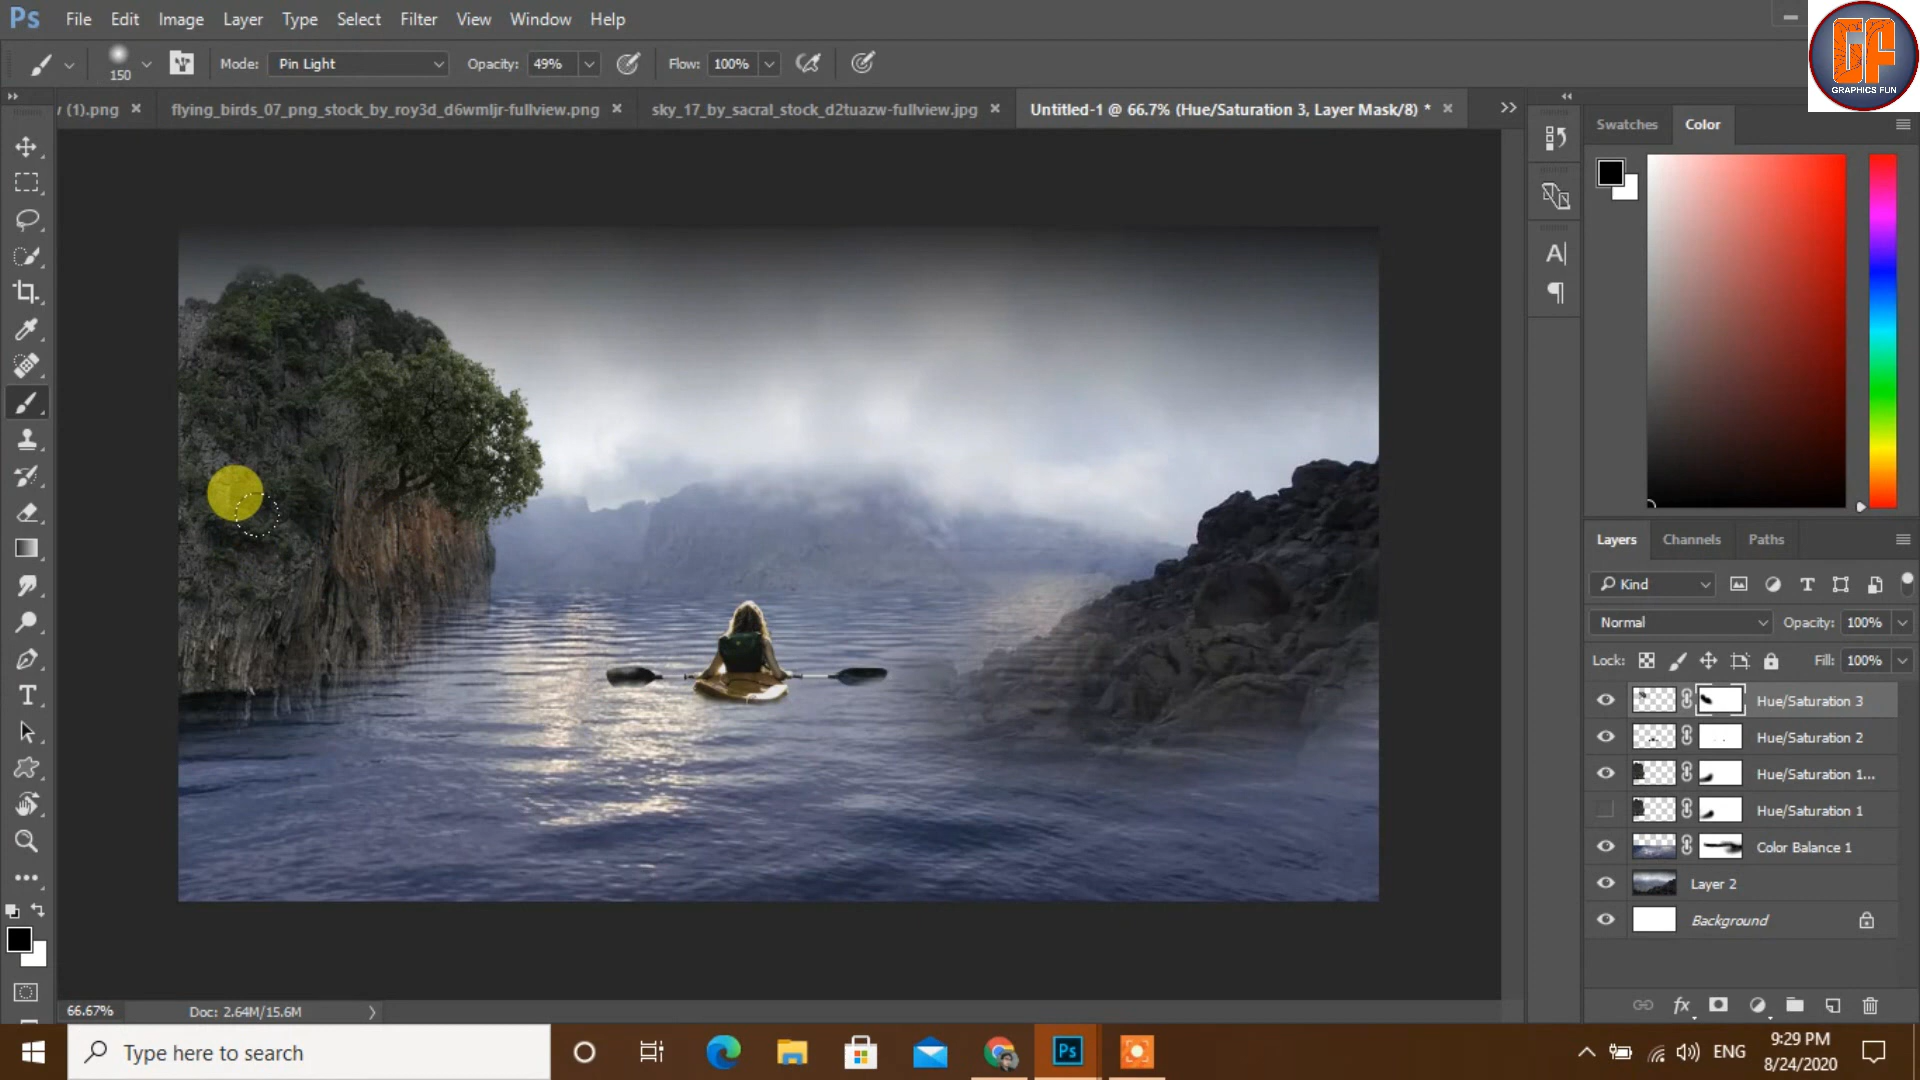 Ps File Edit Image Layer Type Select Filter View Window Help
GF
GRAPHICS FUN
150 Mode: Pin Light Opacity: 49% Flow: 100%
(1).png × flying_birds_07_png_stock_by_roy3d_d6wmljr-fullview.png × sky_17_by_sacral_stock_d2tuazw-fullview.jpg × Untitled-1 @ 66.7% (Hue/Saturation 3, Layer Mask/8) * ×
Swatches Color
Layers Channels Paths
Kind
Normal Opacity: 100%
Lock: Fill: 100%
Hue/Saturation 3
Hue/Saturation 2
Hue/Saturation 1...
Hue/Saturation 1
Color Balance 1
Layer 2
Background
66.67% Doc: 2.64M/15.6M
Type here to search
Ps
ENG
9:29 PM
8/24/2020